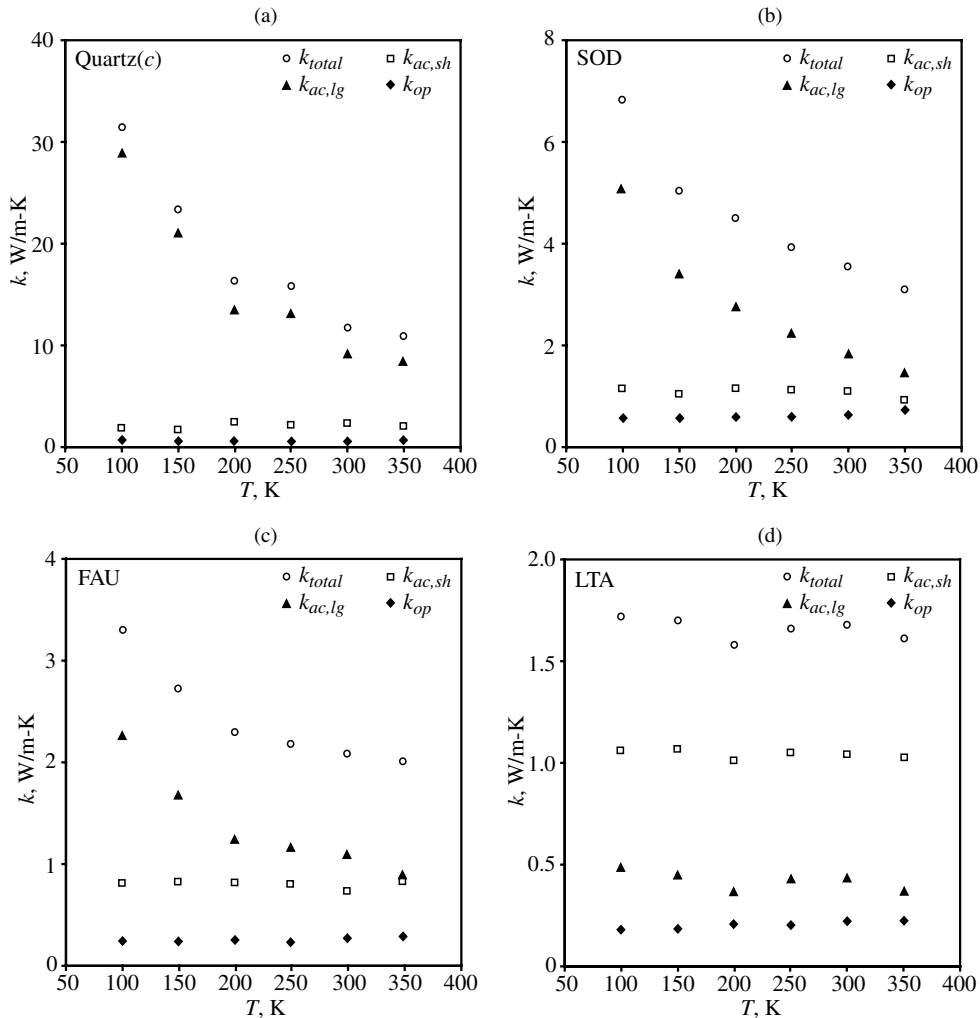 (a)
40
30
20
10
0
k, W/m-K
Quartz(c)
k_total
k_ac,sh
k_ac,lg
k_op
50 100 150 200 250 300 350 400
T, K
(b)
8
6
4
2
0
k, W/m-K
SOD
k_total
k_ac,sh
k_ac,lg
k_op
50 100 150 200 250 300 350 400
T, K
(c)
4
3
2
1
0
k, W/m-K
FAU
k_total
k_ac,sh
k_ac,lg
k_op
50 100 150 200 250 300 350 400
T, K
(d)
2.0
1.5
1.0
0.5
0
k, W/m-K
LTA
k_total
k_ac,sh
k_ac,lg
k_op
50 100 150 200 250 300 350 400
T, K